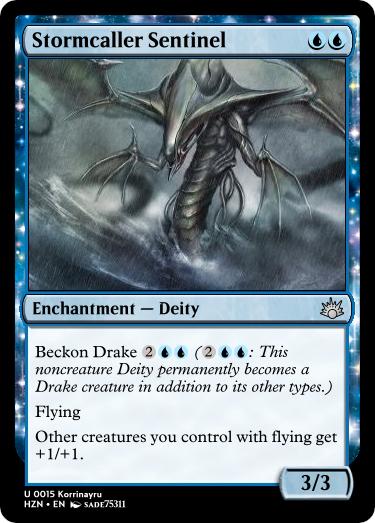 Stormcaller Sentinel
Enchantment — Deity
Beckon Drake 2 ( 2: This
noncreature Deity permanently becomes a
Drake creature in addition to its other types.)
Flying
Other creatures you control with flying get
+1/+1.
3/3
U 0015 Korrinayru
HZN • EN SADE75311